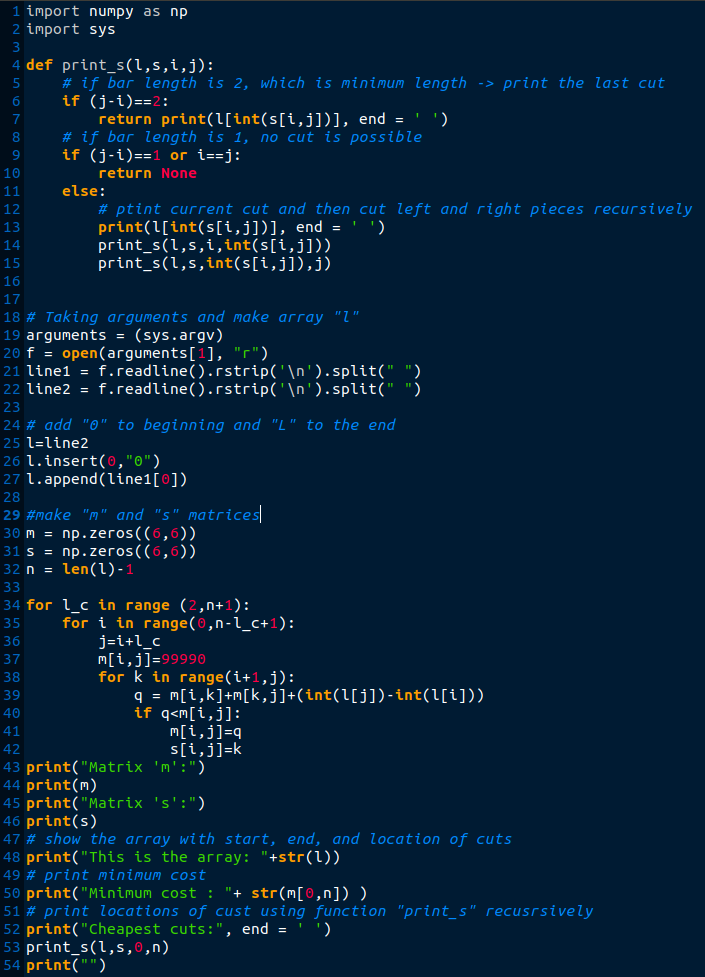 1 import numpy as np
2 import sys
3
4 def print_s(l,s,i,j):
5     # if bar length is 2, which is minimum length -> print the last cut
6     if (j-i)==2:
7         return print(l[int(s[i,j])], end = ' ')
8     # if bar length is 1, no cut is possible
9     if (j-i)==1 or i==j:
10         return None
11     else:
12         # ptint current cut and then cut left and right pieces recursively
13         print(l[int(s[i,j])], end = ' ')
14         print_s(l,s,i,int(s[i,j]))
15         print_s(l,s,int(s[i,j]),j)
16
17
18 # Taking arguments and make array "l"
19 arguments = (sys.argv)
20 f = open(arguments[1], "r")
21 line1 = f.readline().rstrip('\n').split(" ")
22 line2 = f.readline().rstrip('\n').split(" ")
23
24 # add "0" to beginning and "L" to the end
25 l=line2
26 l.insert(0,"0")
27 l.append(line1[0])
28
29 #make "m" and "s" matrices
30 m = np.zeros((6,6))
31 s = np.zeros((6,6))
32 n = len(l)-1
33
34 for l_c in range (2,n+1):
35     for i in range(0,n-l_c+1):
36         j=i+l_c
37         m[i,j]=99990
38         for k in range(i+1,j):
39             q = m[i,k]+m[k,j]+(int(l[j])-int(l[i]))
40             if q<m[i,j]:
41                 m[i,j]=q
42                 s[i,j]=k
43 print("Matrix 'm':")
44 print(m)
45 print("Matrix 's':")
46 print(s)
47 # show the array with start, end, and location of cuts
48 print("This is the array: "+str(l))
49 # print minimum cost
50 print("Minimum cost : "+ str(m[0,n]) )
51 # print locations of cust using function "print_s" recusrsively
52 print("Cheapest cuts:", end = ' ')
53 print_s(l,s,0,n)
54 print("")